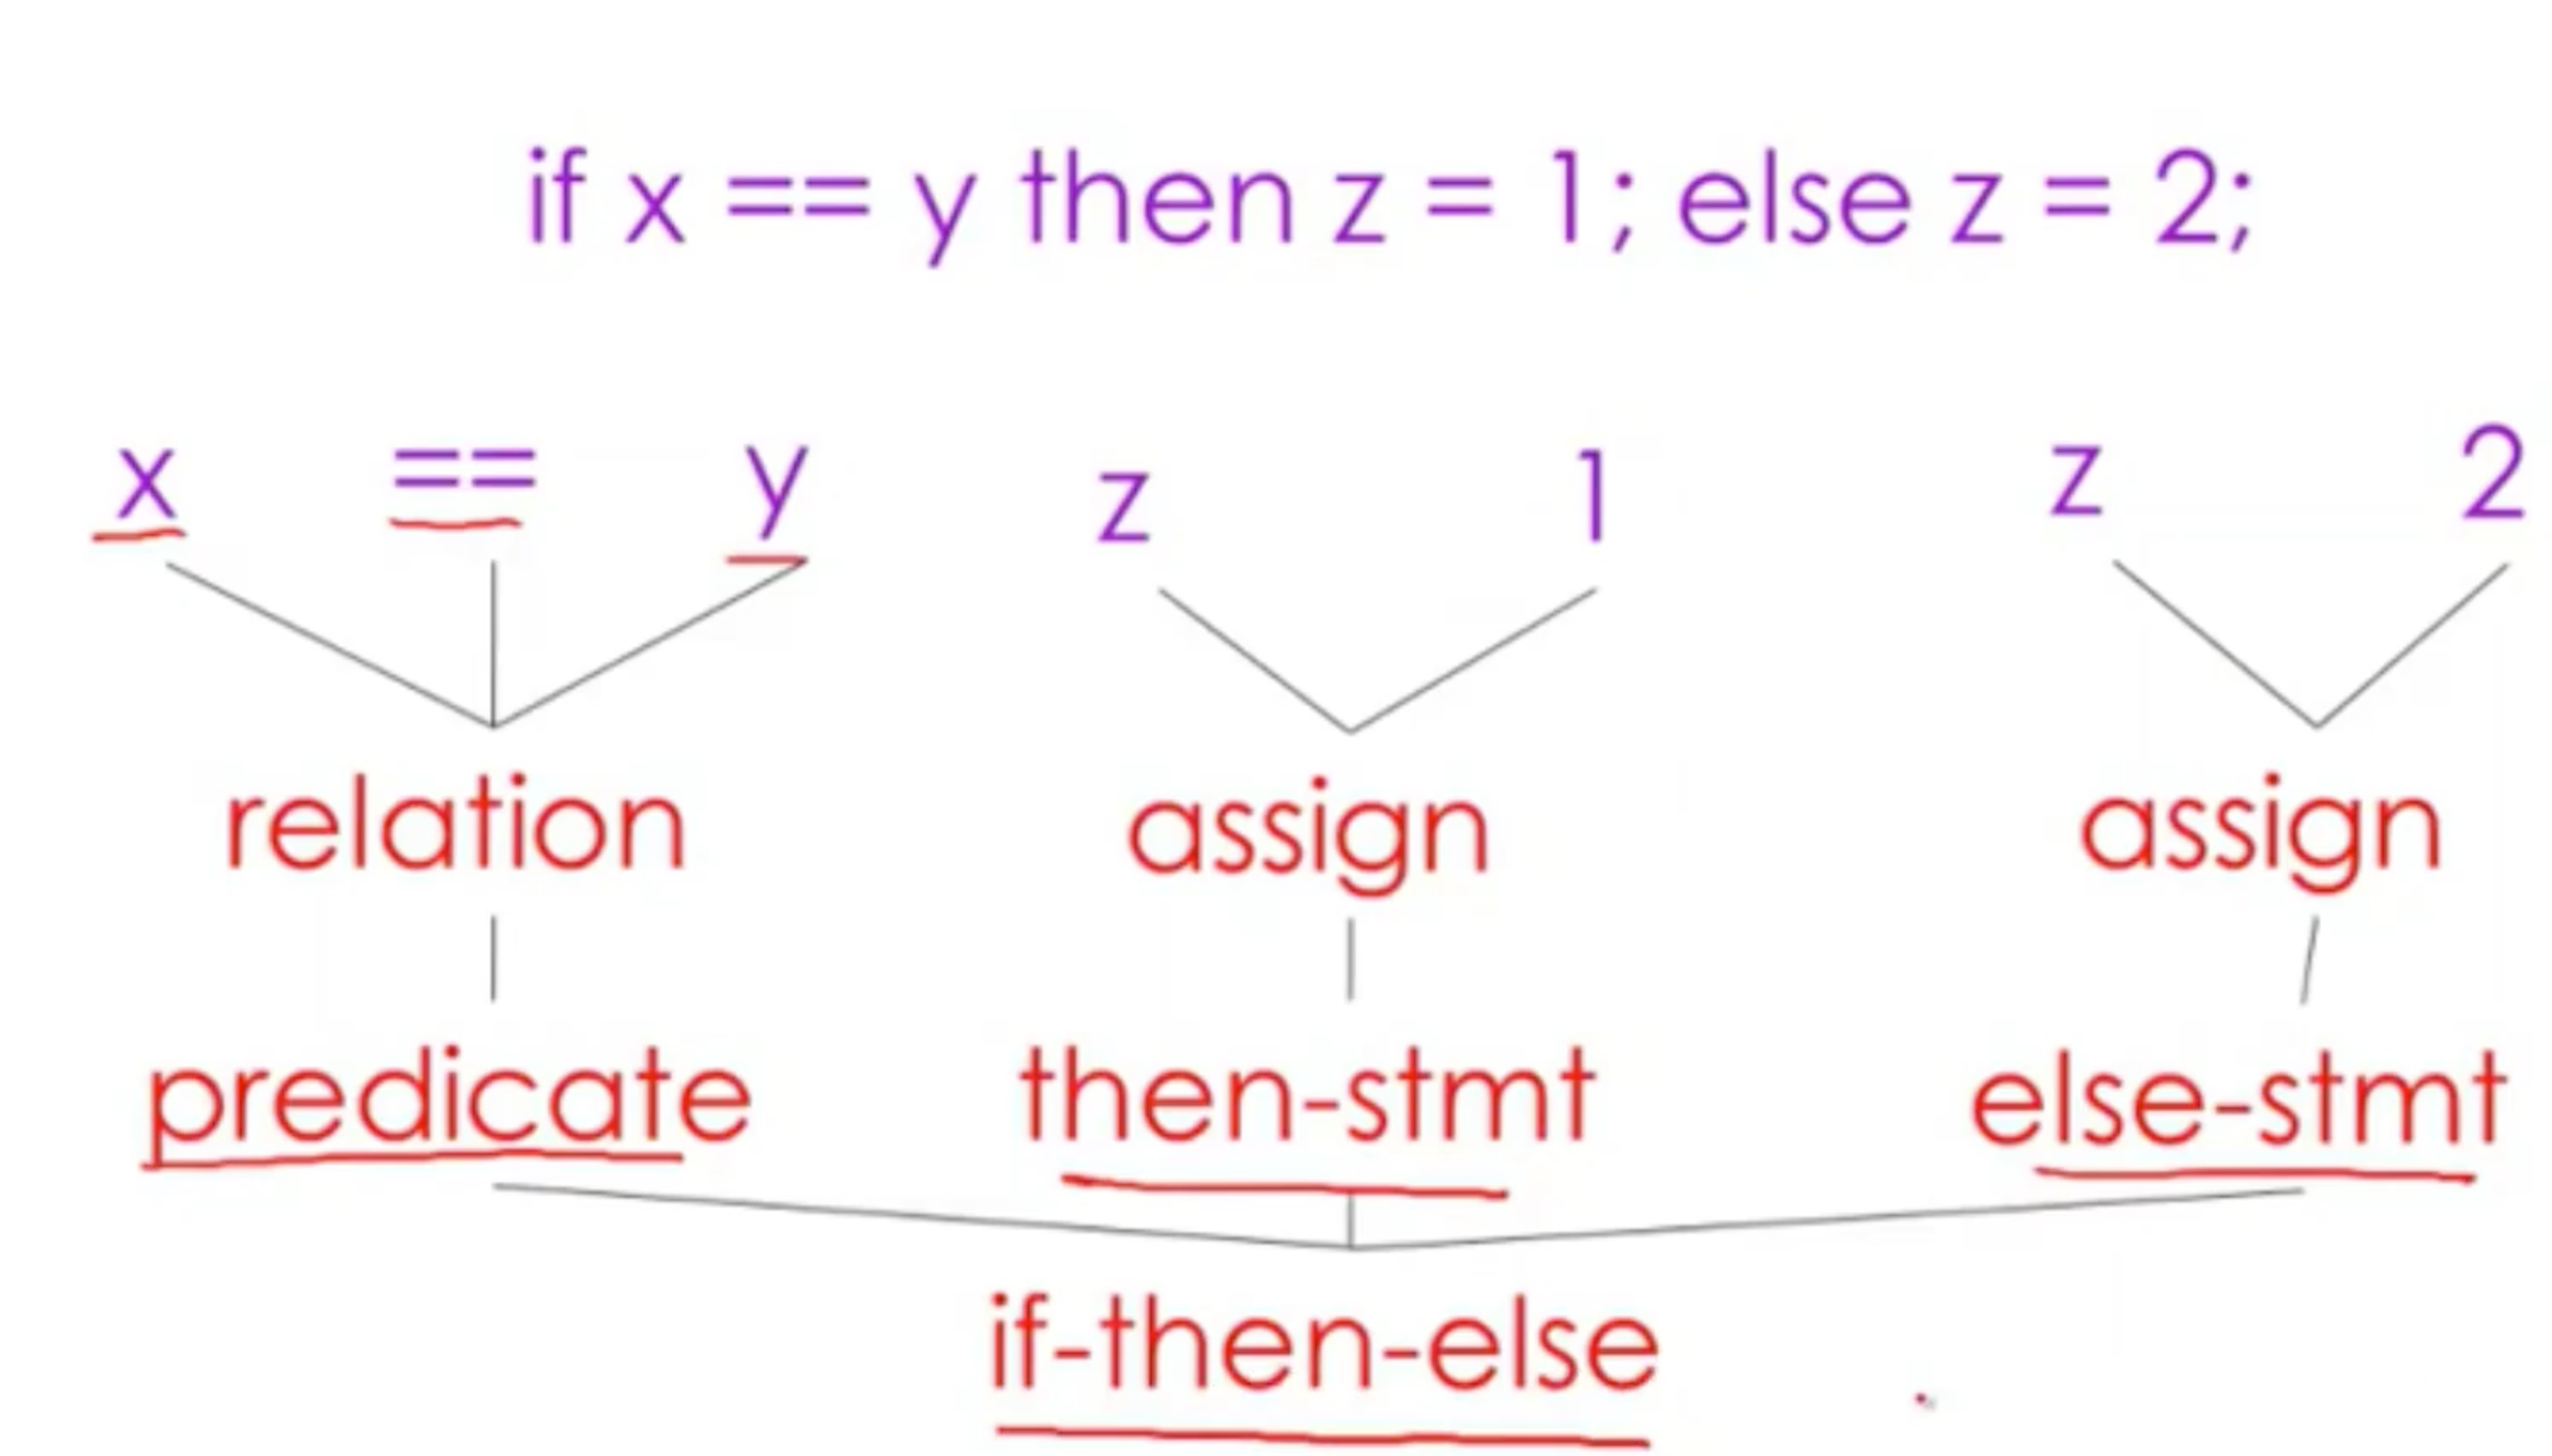 if x == y then z = 1; else z = 2;
x == y z 1 z 2
relation assign assign
predicate then-stmt else-stmt
if-then-else